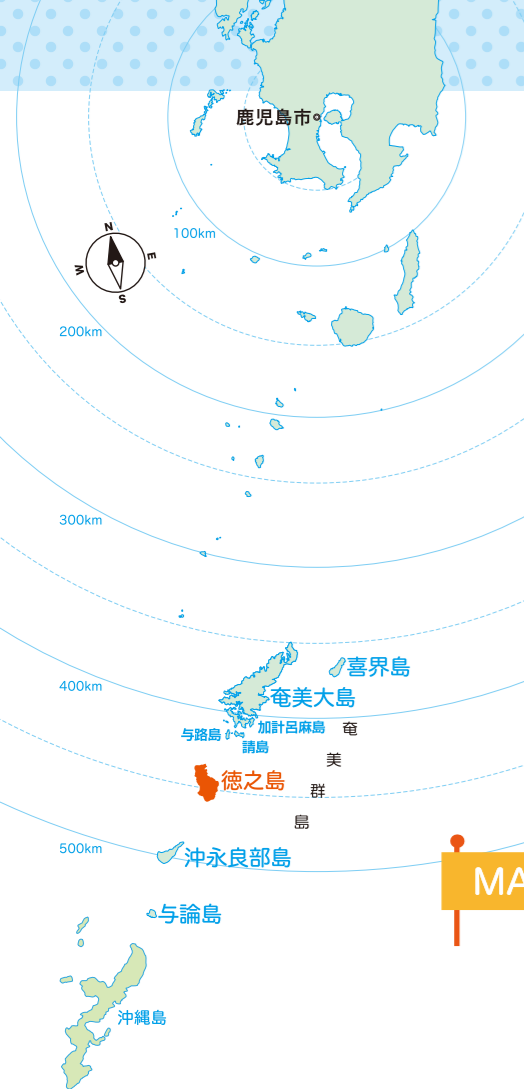 鹿児島市
N
E
W
S
100km
200km
300km
400km
喜界島
奄美大島
加計呂麻島
与路島
請島
徳之島
奄美群島
500km
沖永良部島
MA
与論島
沖縄島